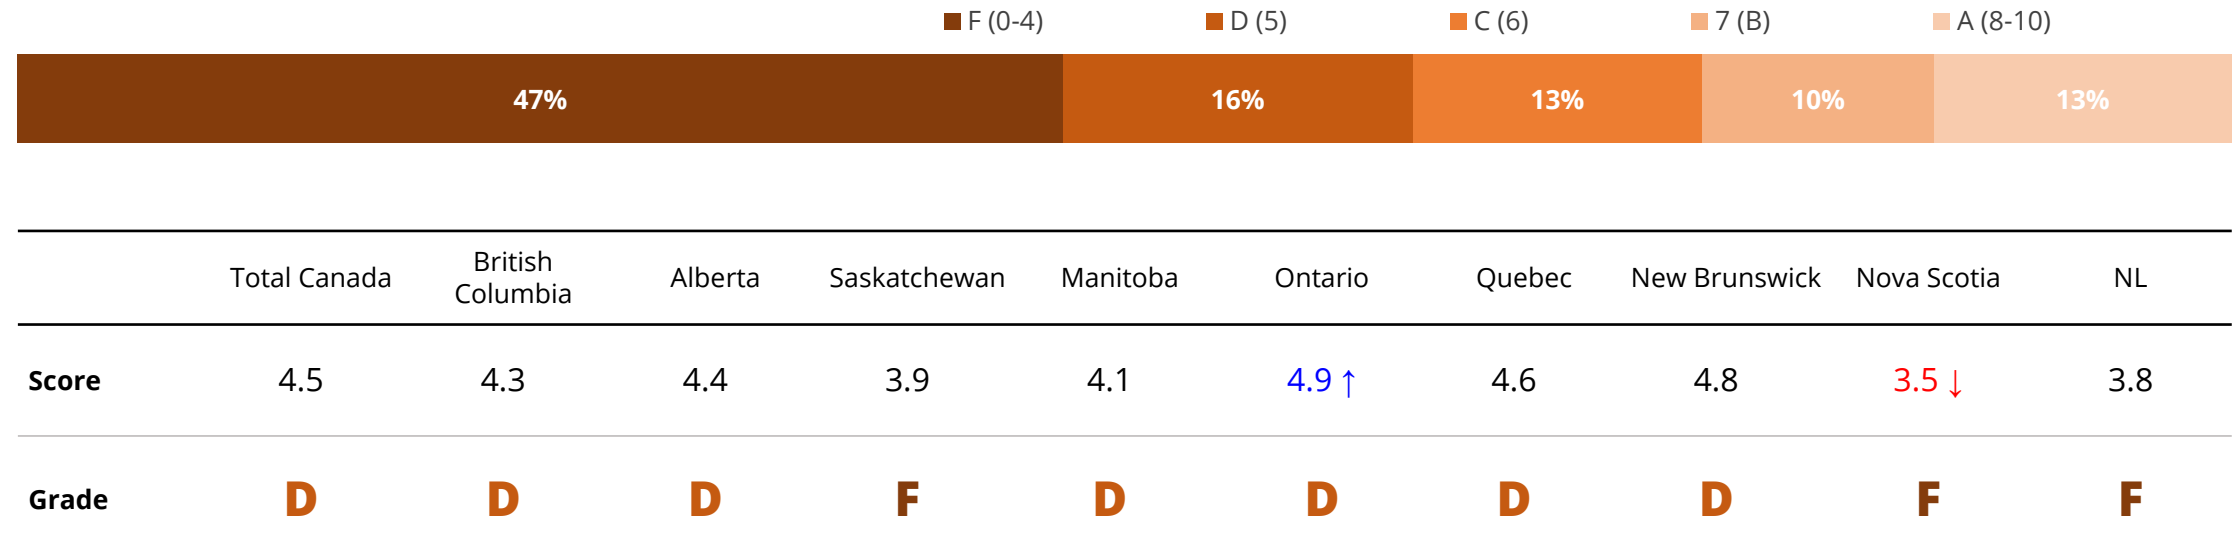 F (0-4) D (5) C (6) 7 (B) A (8-10)
47% 16% 13% 10% 13%
Total Canada British Columbia Alberta Saskatchewan Manitoba Ontario Quebec New Brunswick Nova Scotia NL
Score 4.5 4.3 4.4 3.9 4.1 4.9 ↑ 4.6 4.8 3.5 ↓ 3.8
Grade D D D F D D D D F F